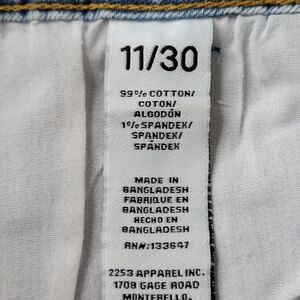 11/30
99% COTTON/
COTON/
ALGODÓN
1% SPANDEX/
SPANDEX/
SPANDEX
MADE IN
BANGLADESH
FABRIQUE EN
BANGLADESH
HECHO EN
BANGLADESH
RN#:133647
2253 APPAREL INC.
1708 GAGE ROAD
MONTEBELLO,